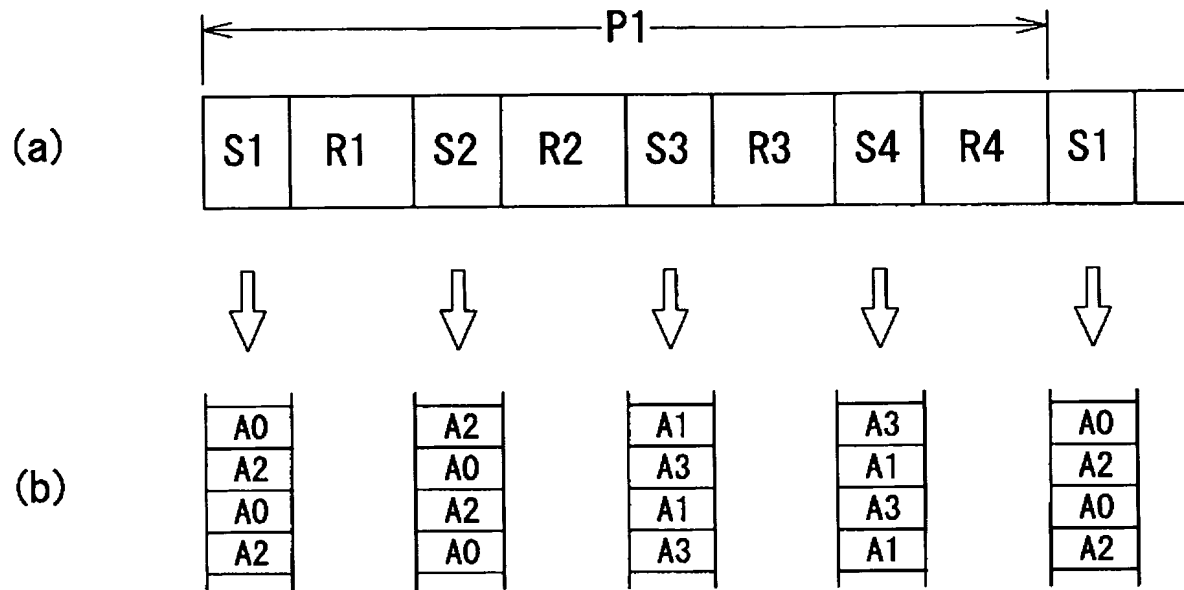 P1
(a) S1 R1 S2 R2 S3 R3 S4 R4 S1
(b)
A0 A2 A1 A3 A0
A2 A0 A3 A1 A2
A0 A2 A1 A3 A0
A2 A0 A3 A1 A2